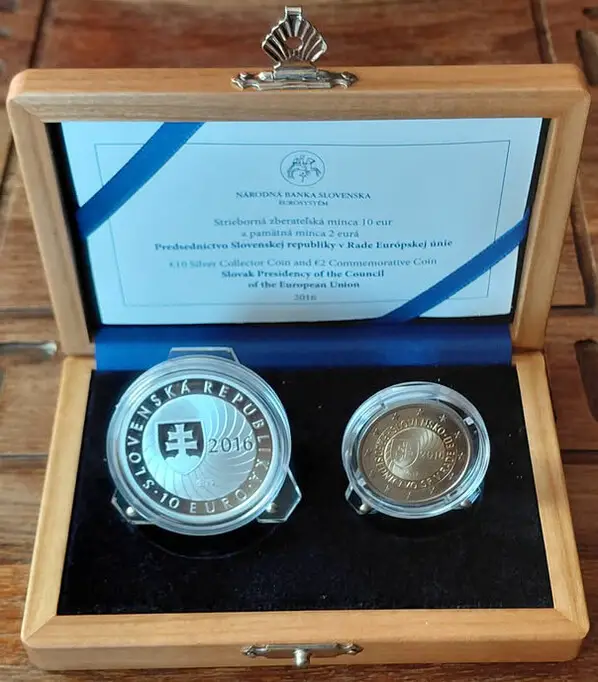 NÁRODNÁ BANKA SLOVENSKA
EUROSYSTÉM
Strieborná zberateľská minca 10 eur
a pamätná minca 2 eurá
Predsedníctvo Slovenskej republiky v Rade Európskej únie
€10 Silver Collector Coin and €2 Commemorative Coin
Slovak Presidency of the Council
of the European Union
2016
SLOVENSKÁ REPUBLIKA
2016
10 EURO
SLOVENSKO
2016